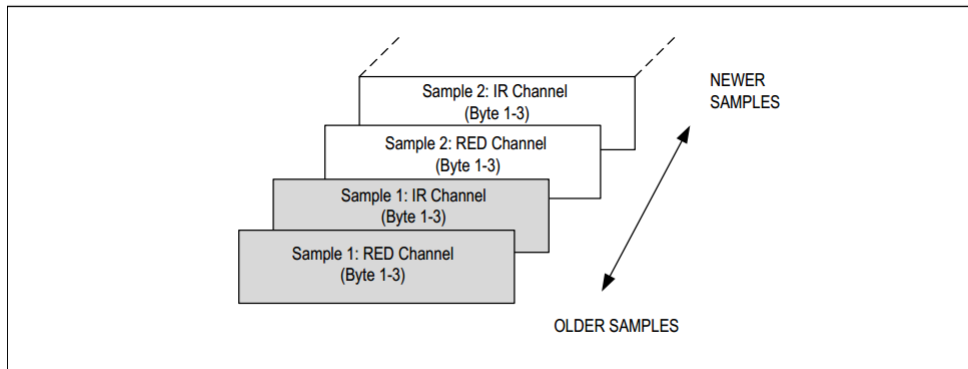 Sample 2: IR Channel
(Byte 1-3)
Sample 2: RED Channel
(Byte 1-3)
Sample 1: IR Channel
(Byte 1-3)
Sample 1: RED Channel
(Byte 1-3)
NEWER
SAMPLES
OLDER SAMPLES